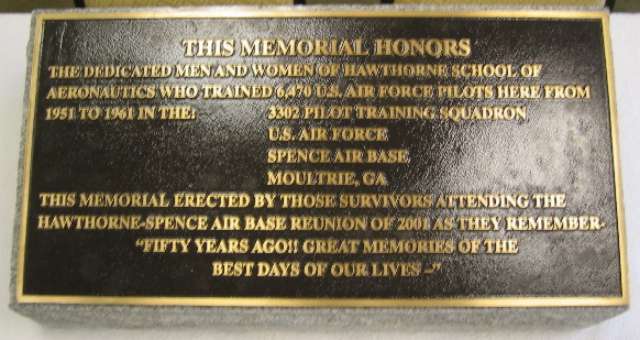 THIS MEMORIAL HONORS
THE DEDICATED MEN AND WOMEN OF HAWTHORNE SCHOOL OF
AERONAUTICS WHO TRAINED 6,470 U.S. AIR FORCE PILOTS HERE FROM
1951 TO 1961 IN THE: 3302 PILOT TRAINING SQUADRON
U.S. AIR FORCE
SPENCE AIR BASE
MOULTRIE, GA
THIS MEMORIAL ERECTED BY THOSE SURVIVORS ATTENDING THE
HAWTHORNE-SPENCE AIR BASE REUNION OF 2001 AS THEY REMEMBER-
"FIFTY YEARS AGO!! GREAT MEMORIES OF THE
BEST DAYS OF OUR LIVES –"